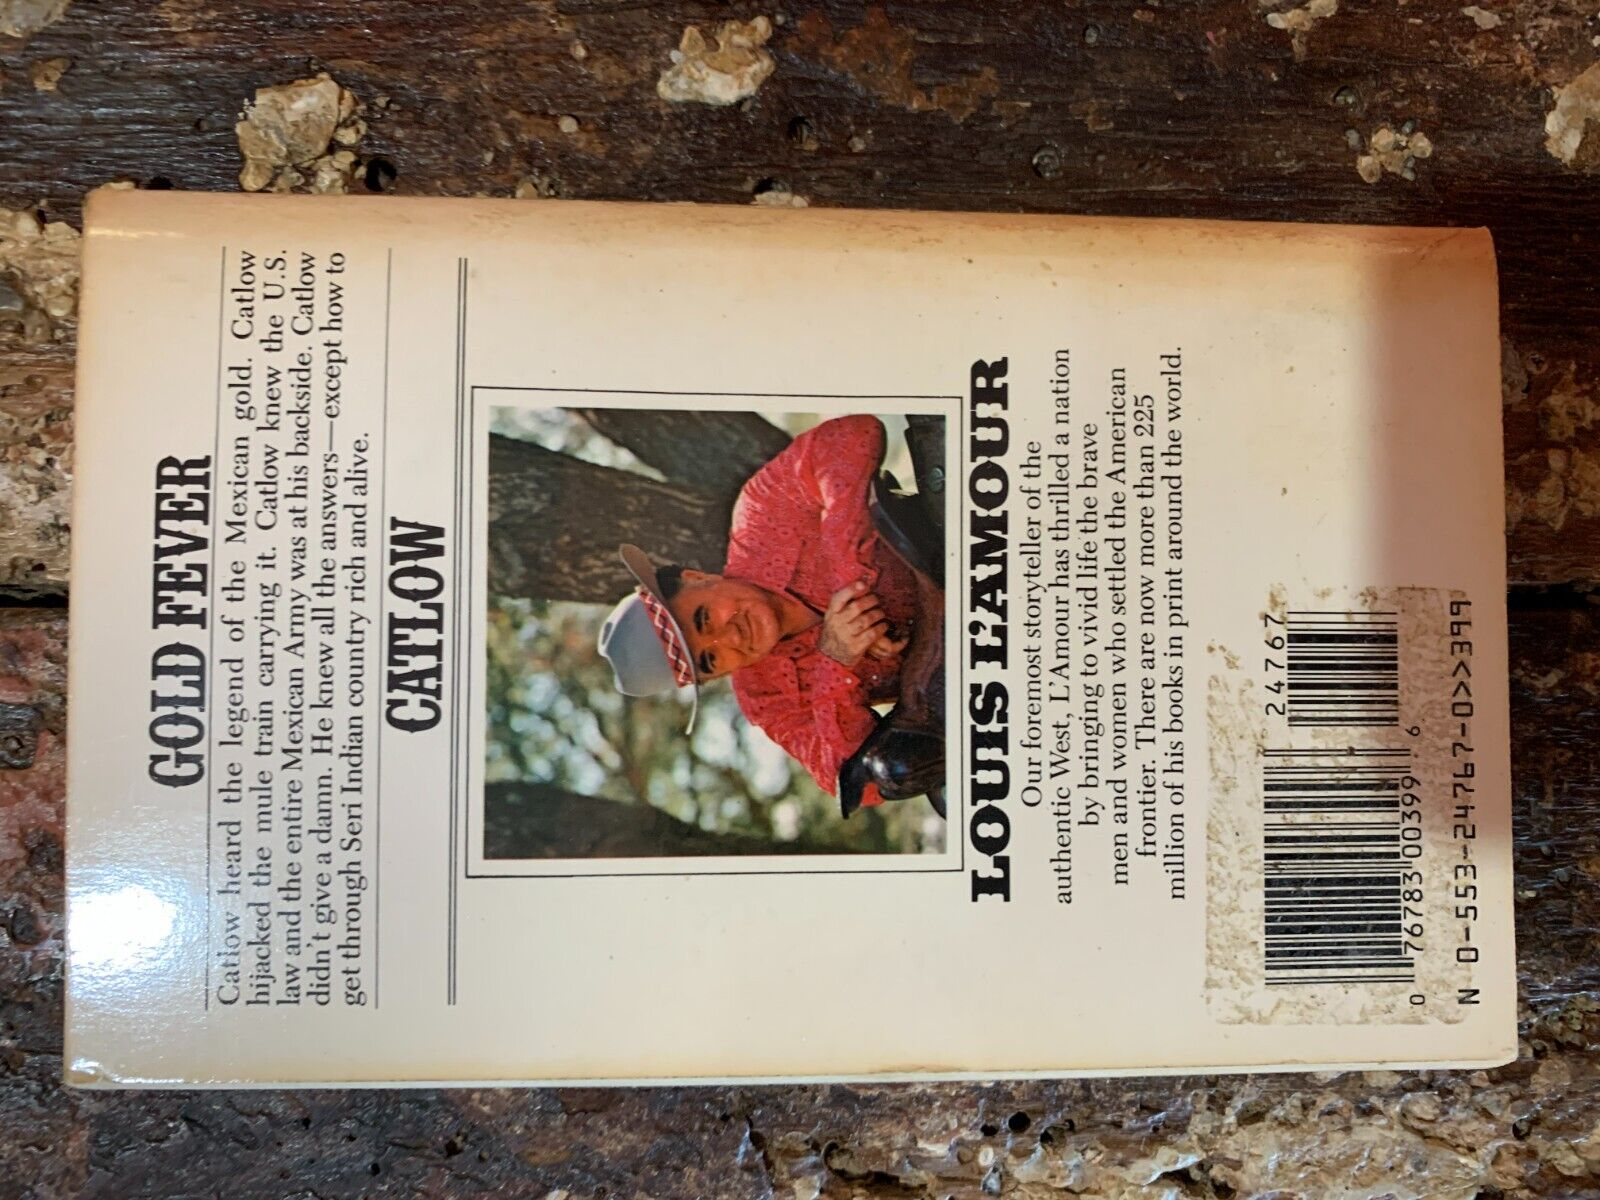 GOLD FEVER
Catlow heard the legend of the Mexican gold. Catlow
hijacked the mule train carrying it. Catlow knew the U.S.
law and the entire Mexican Army was at his backside. Catlow
didn't give a damn. He knew all the answers—except how to
get through Seri Indian country rich and alive.
CATLOW
LOUIS L'AMOUR
Our foremost storyteller of the
authentic West, L'Amour has thrilled a nation
by bringing to vivid life the brave
men and women who settled the American
frontier. There are now more than 225
million of his books in print around the world.
24767
0 76783 00399 6
N 0-553-24767-0>>399